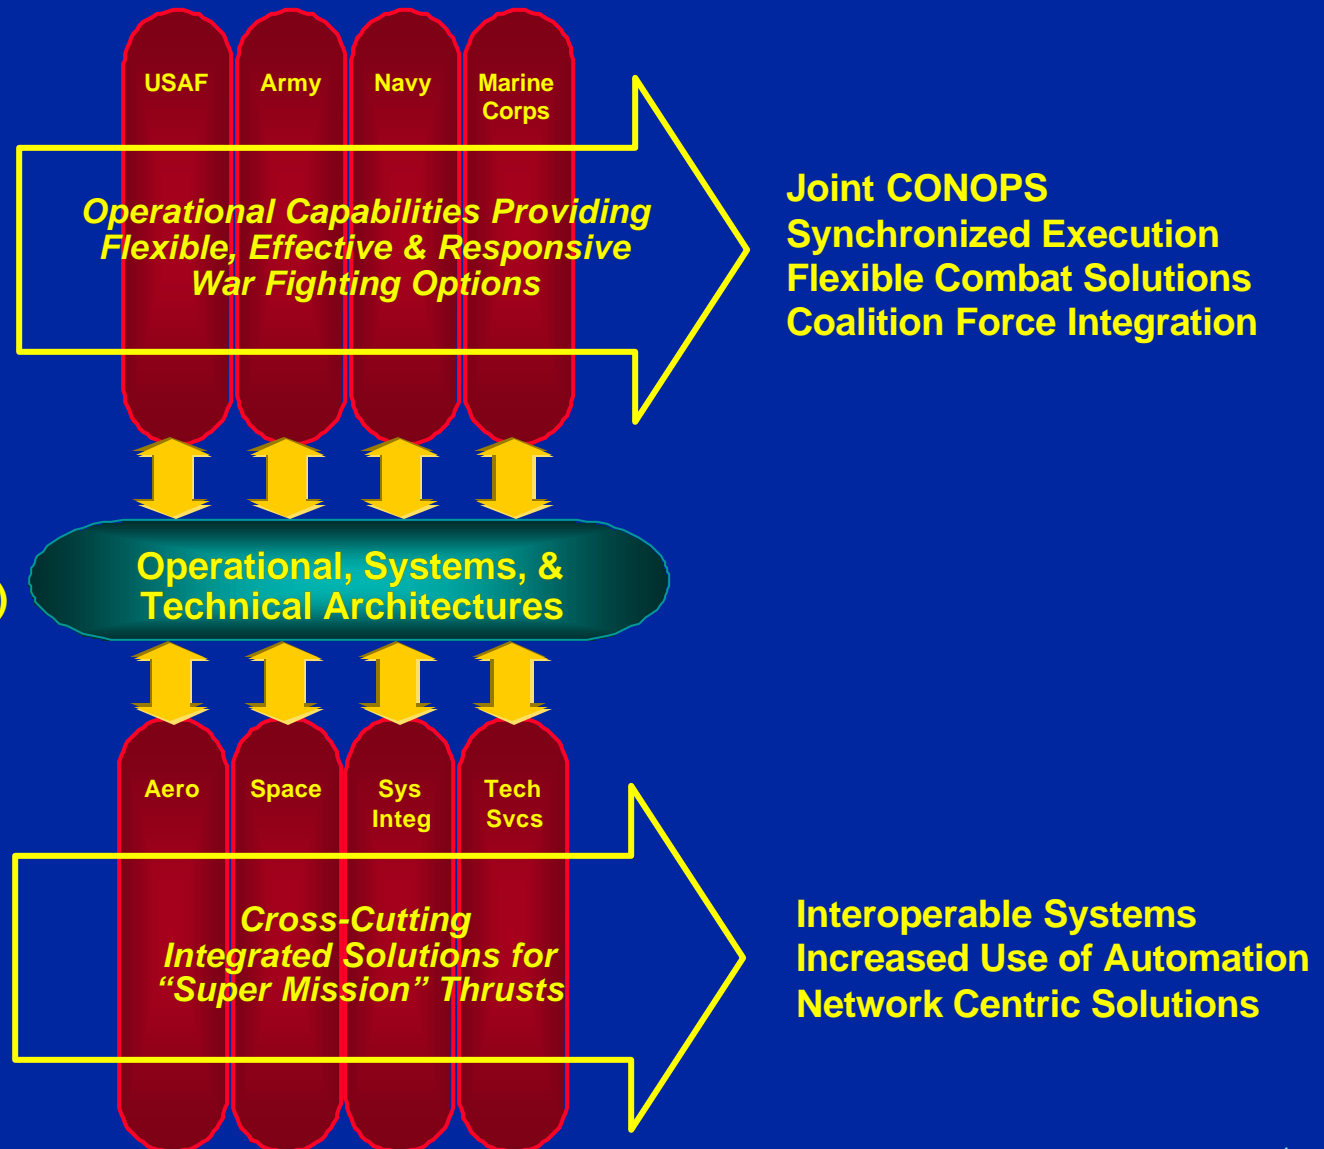 USAF
Army
Navy
Marine
Corps
Operational Capabilities Providing
Flexible, Effective & Responsive
War Fighting Options
Joint CONOPS
Synchronized Execution
Flexible Combat Solutions
Coalition Force Integration
)
Operational, Systems, &
Technical Architectures
Aero
Space
Sys
Integ
Tech
Svcs
Cross-Cutting
Integrated Solutions for
“Super Mission” Thrusts
Interoperable Systems
Increased Use of Automation
Network Centric Solutions